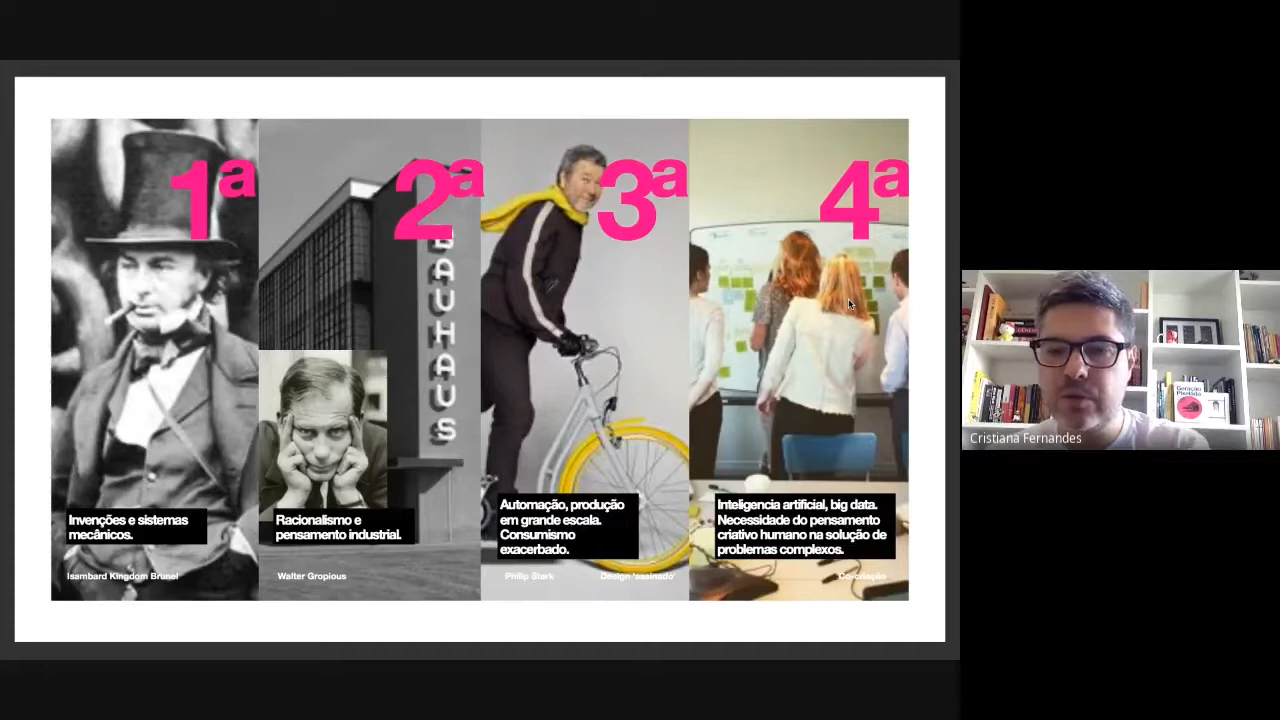 1ª
2ª
3ª
4ª
BAUHAUS
Invenções e sistemas
mecânicos.
Isambard Kingdom Brunel
Racionalismo e
pensamento industrial.
Walter Gropious
Automação, produção
em grande escala.
Consumismo
exacerbado.
Philip Stark
Design 'assinado'
Inteligencia artificial, big data.
Necessidade do pensamento
criativo humano na solução de
problemas complexos.
Co-criação
Geração
Pixelada
Cristiana Fernandes